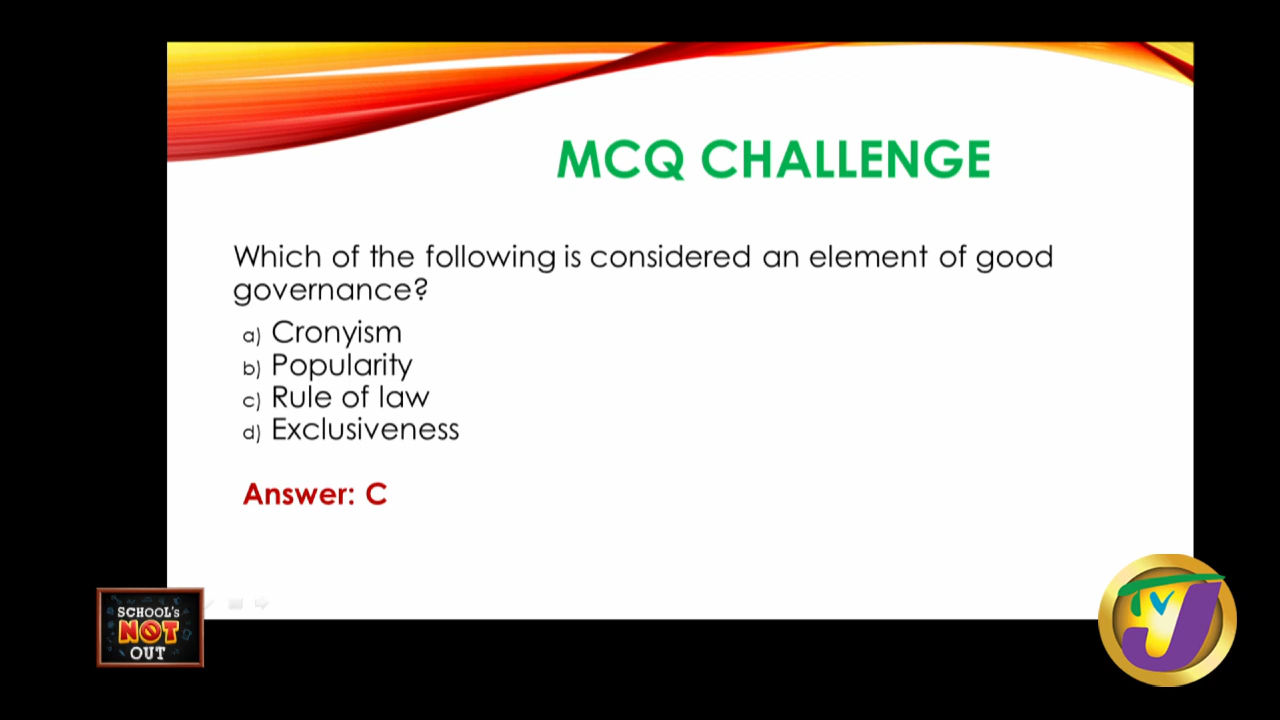 MCQ CHALLENGE
Which of the following is considered an element of good
governance?
a) Cronyism
b) Popularity
c) Rule of law
d) Exclusiveness
Answer: C
SCHOOL's
NOT
OUT
TVJ